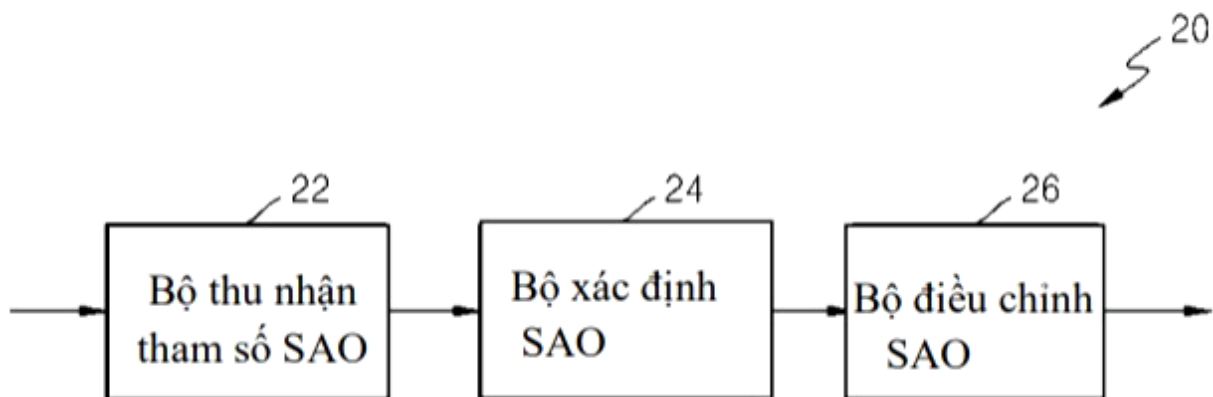 20
22
24
26
Bộ thu nhận
tham số SAO
Bộ xác định
SAO
Bộ điều chỉnh
SAO